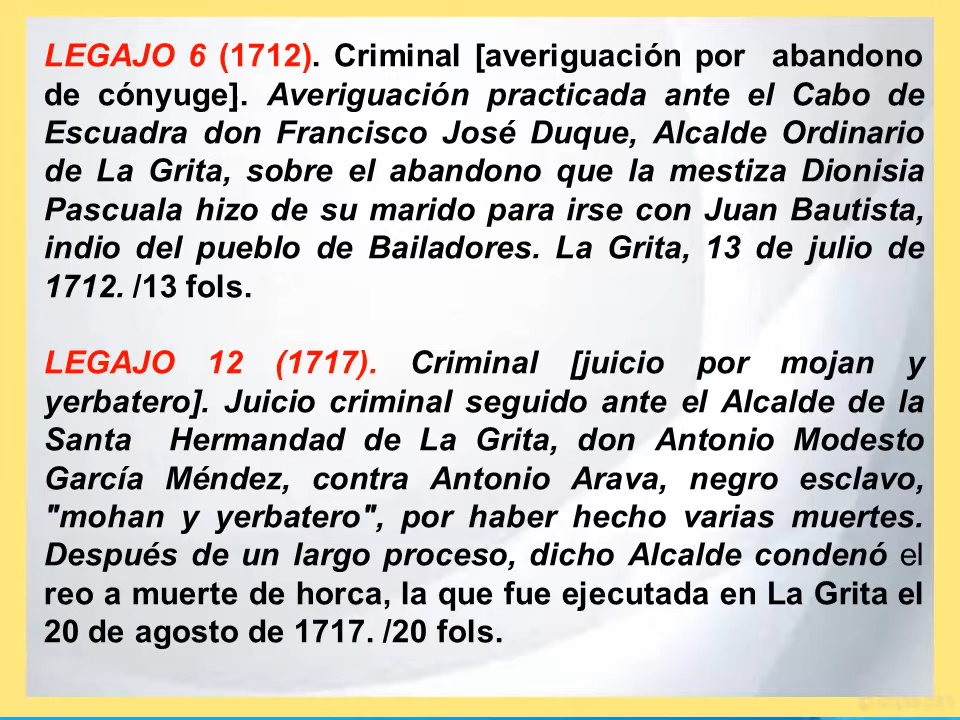 LEGAJO 6 (1712). Criminal [averiguación por abandono
de cónyuge]. Averiguación practicada ante el Cabo de
Escuadra don Francisco José Duque, Alcalde Ordinario
de La Grita, sobre el abandono que la mestiza Dionisia
Pascuala hizo de su marido para irse con Juan Bautista,
indio del pueblo de Bailadores. La Grita, 13 de julio de
1712. /13 fols.
LEGAJO 12 (1717). Criminal [juicio por mojan y
yerbatero]. Juicio criminal seguido ante el Alcalde de la
Santa Hermandad de La Grita, don Antonio Modesto
García Méndez, contra Antonio Arava, negro esclavo,
"mohan y yerbatero", por haber hecho varias muertes.
Después de un largo proceso, dicho Alcalde condenó el
reo a muerte de horca, la que fue ejecutada en La Grita el
20 de agosto de 1717. /20 fols.